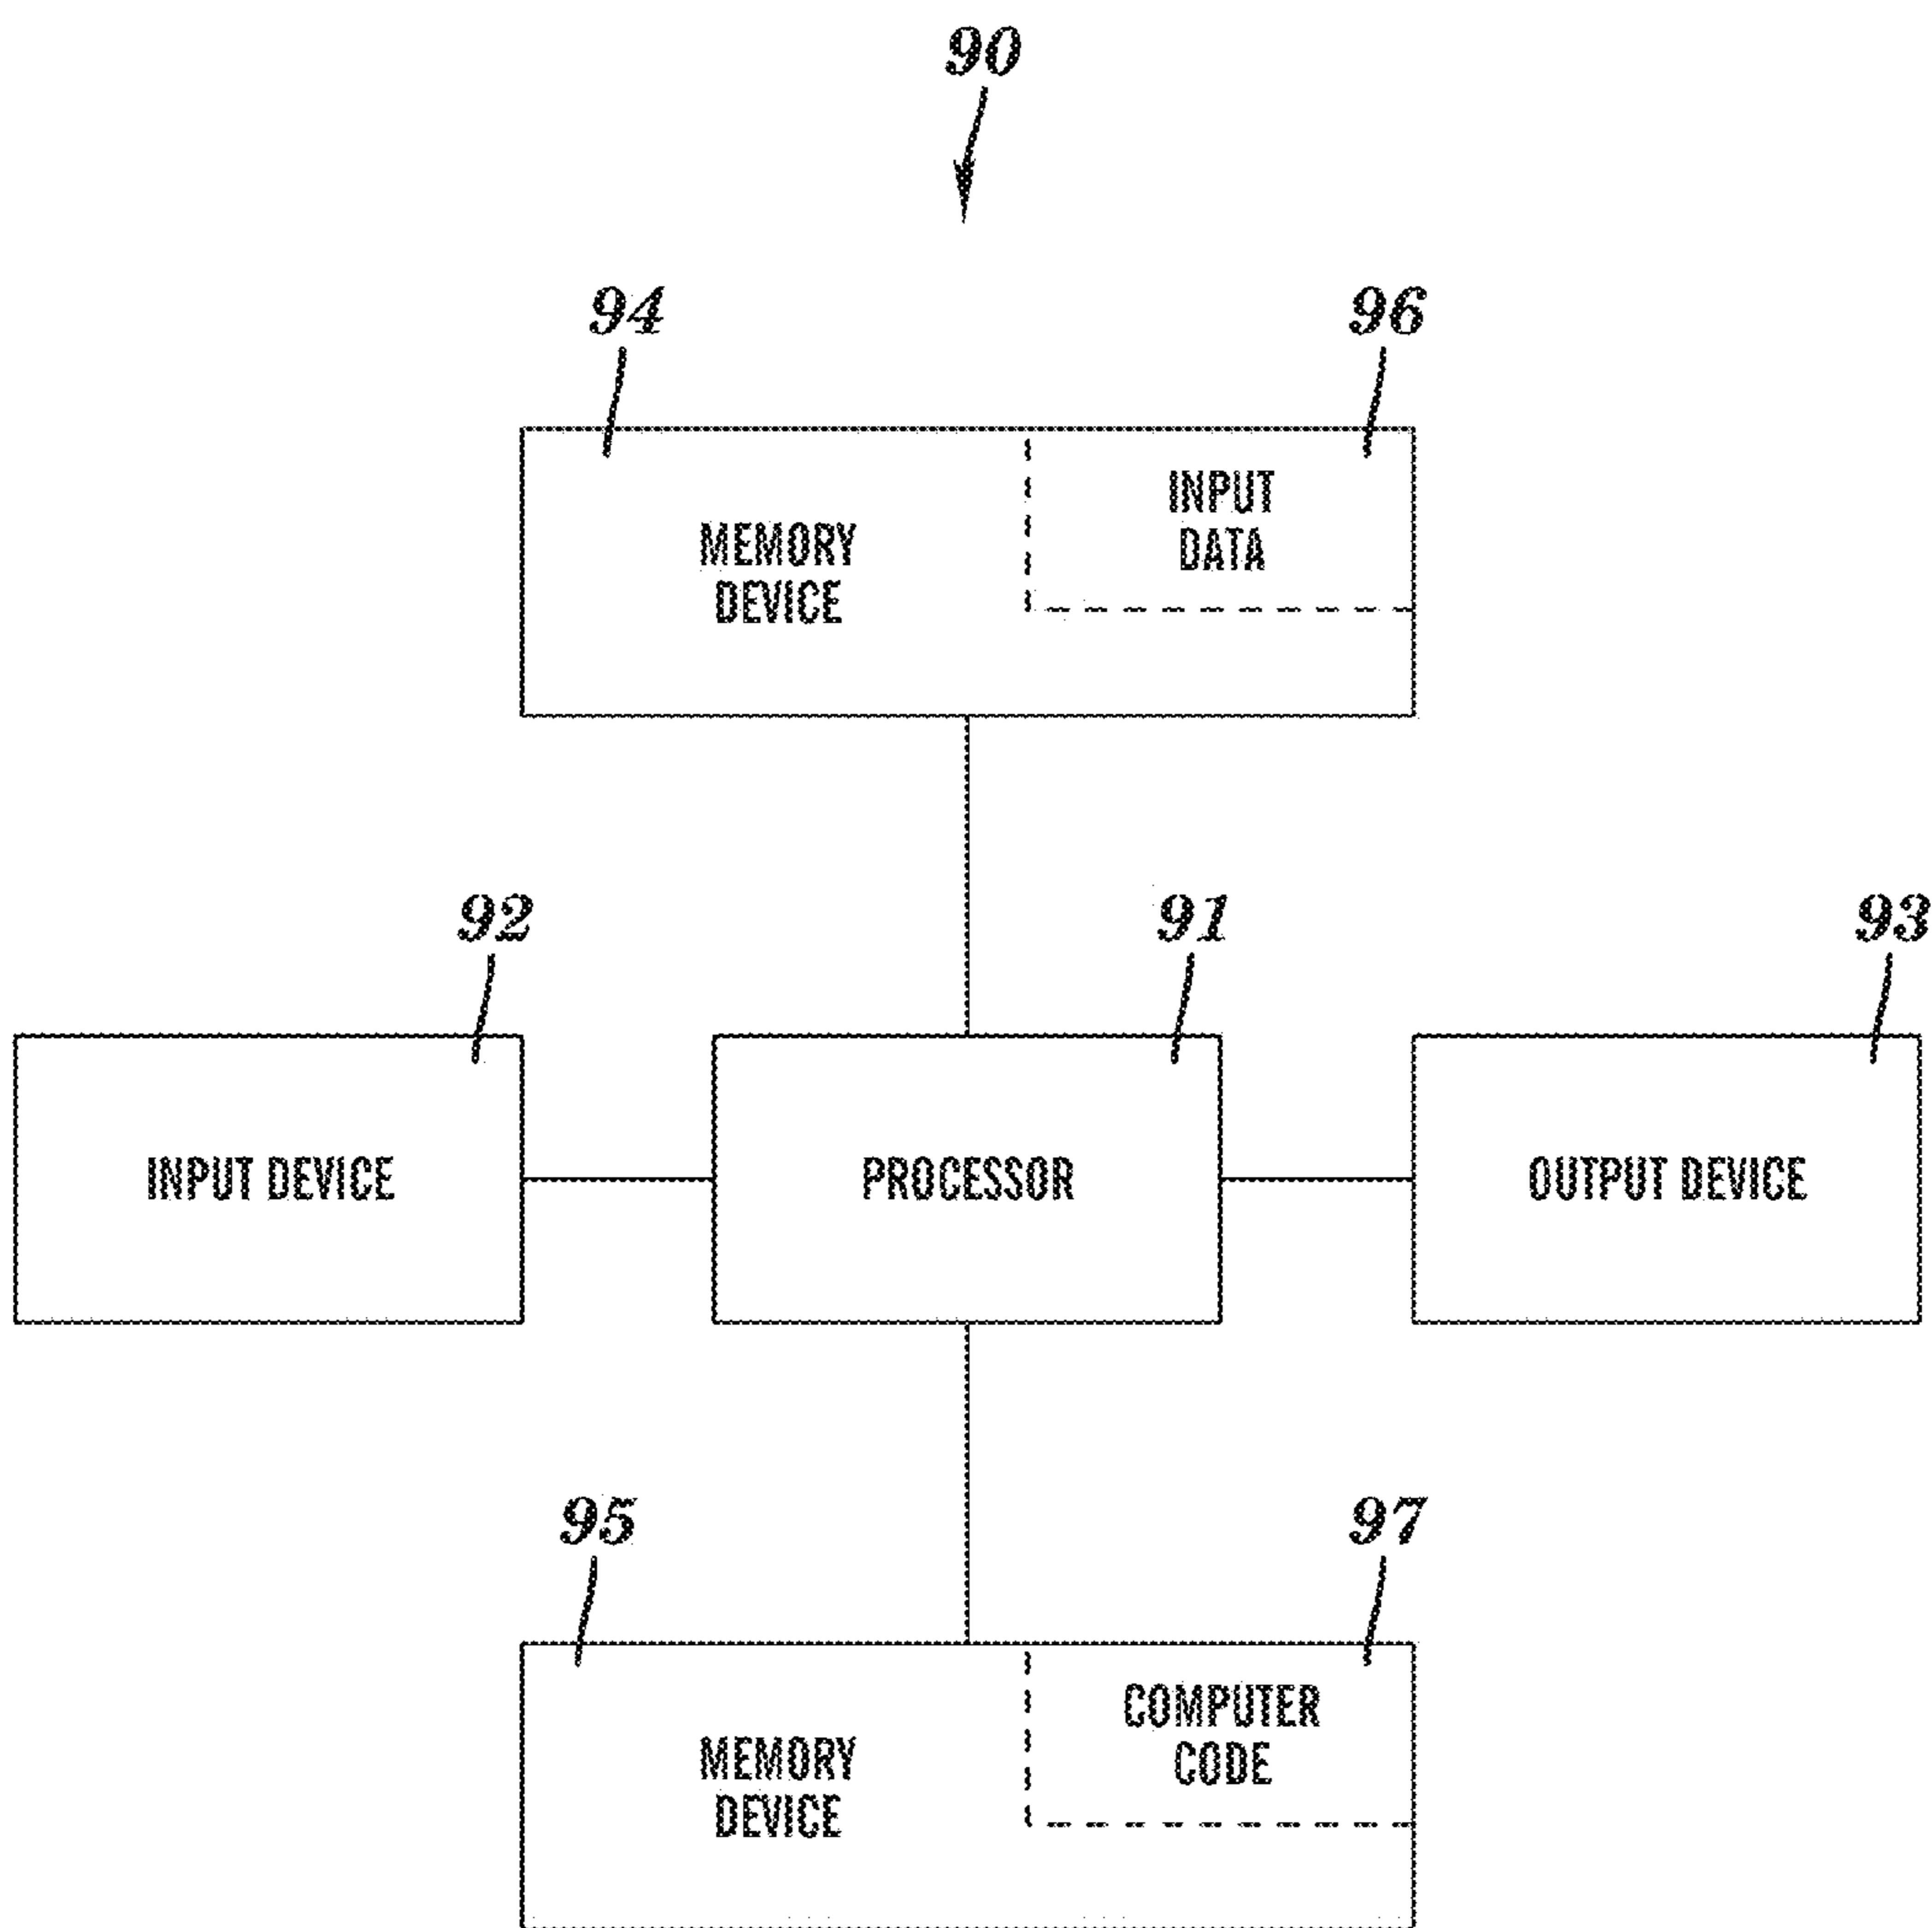 90
94
96
INPUT
DATA
MEMORY
DEVICE
92
91
93
INPUT DEVICE
PROCESSOR
OUTPUT DEVICE
95
97
COMPUTER
CODE
MEMORY
DEVICE